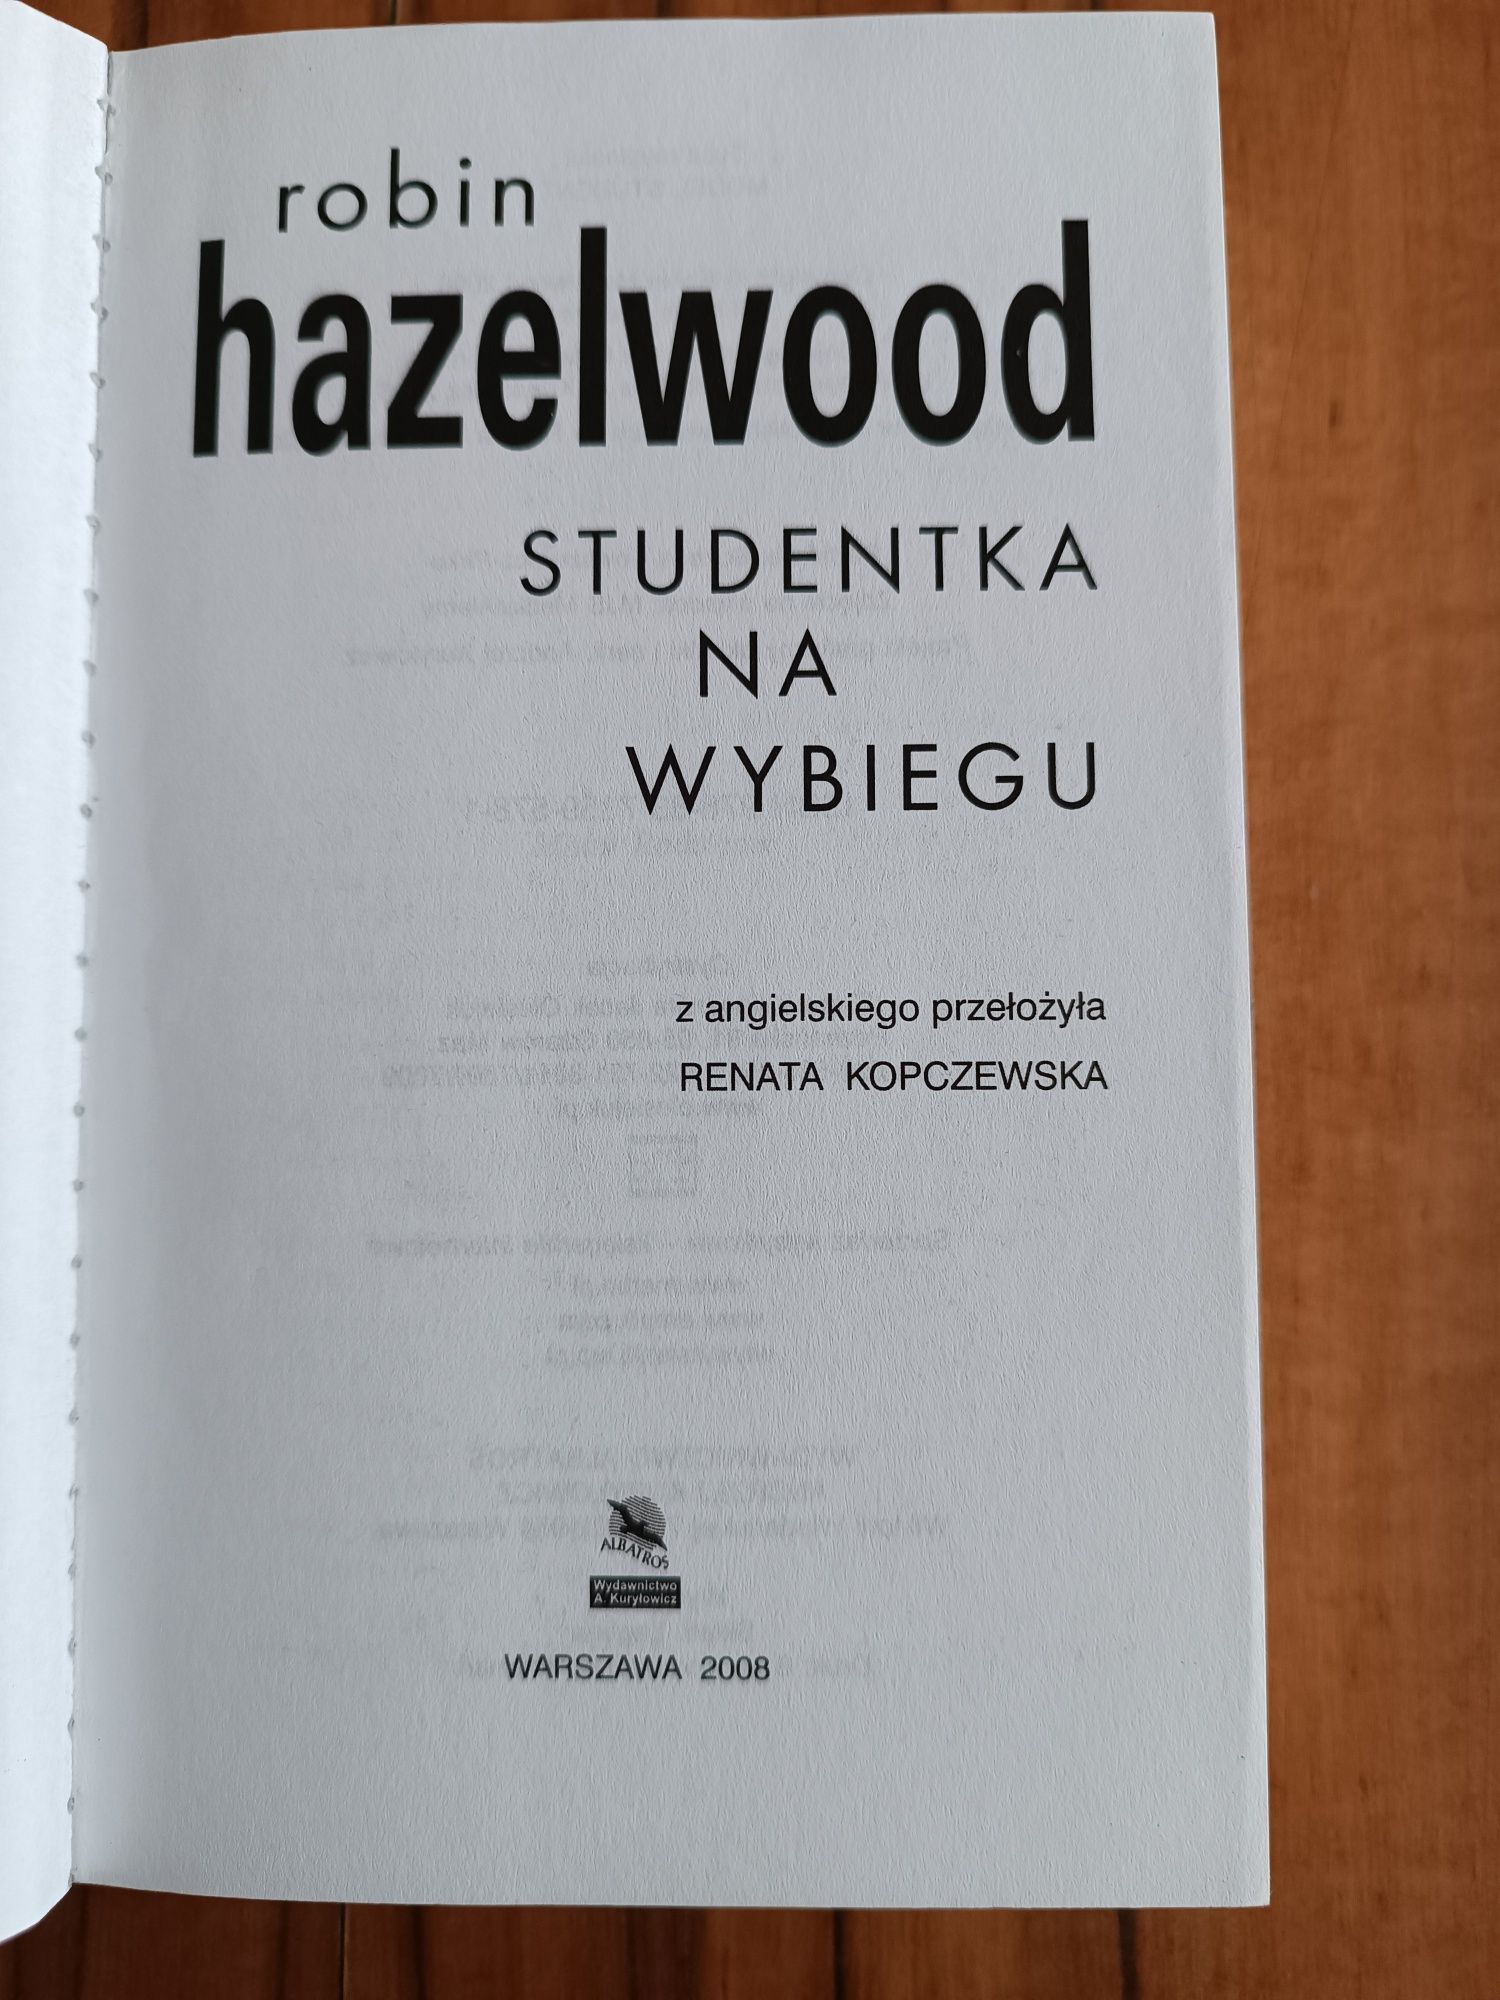 robin
hazelwood
STUDENTKA
NA
WYBIEGU
z angielskiego przełożyła
RENATA KOPCZEWSKA
ALBATROS
Wydawnictwo
A. Kuryłowicz
WARSZAWA 2008